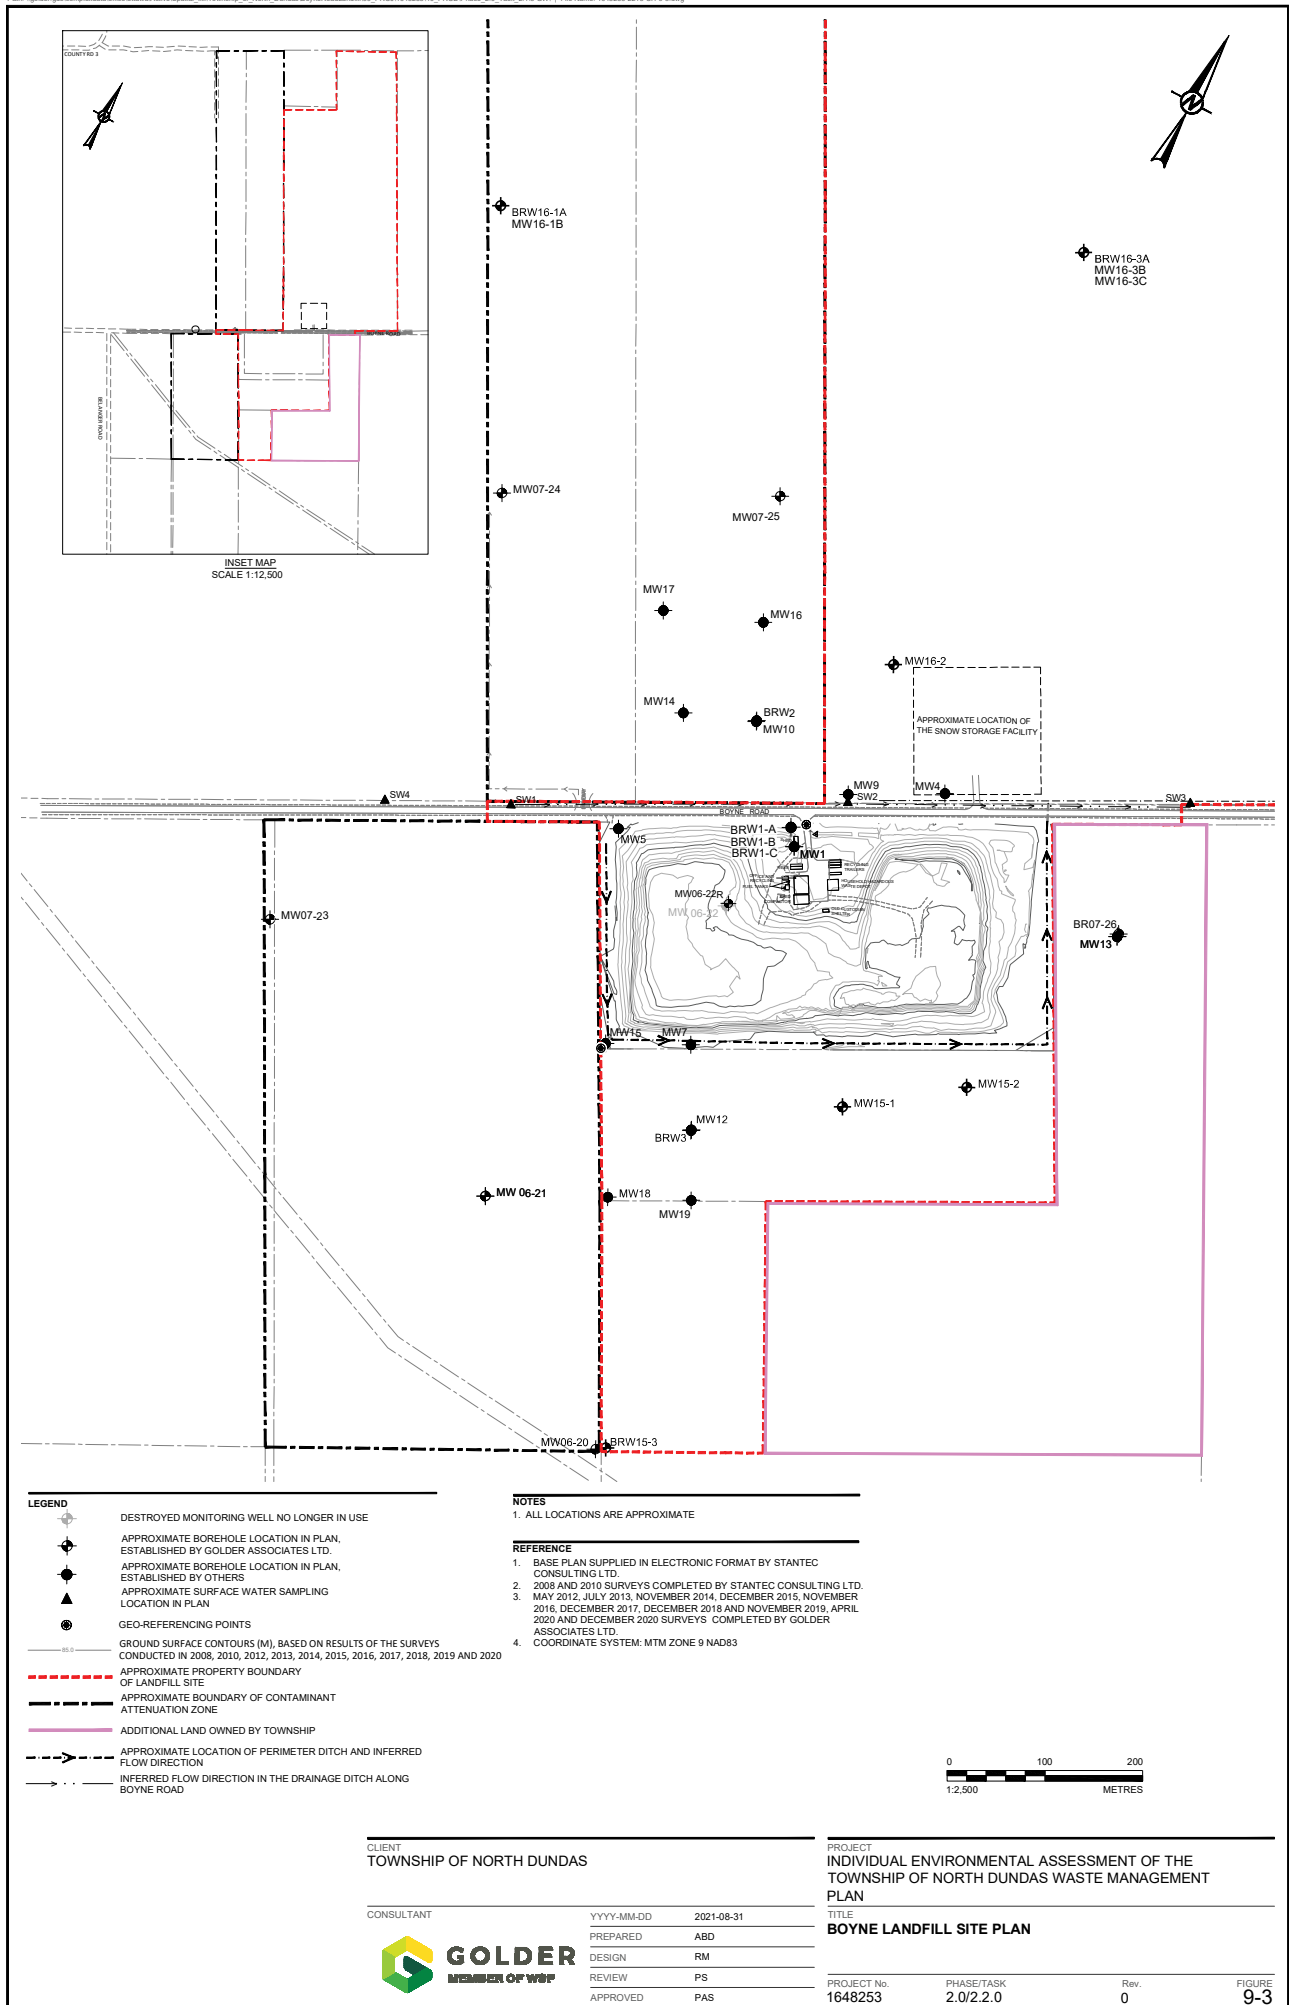 COUNTY RD 3
BELANGER ROAD
INSET MAP
SCALE 1:12,500
N
N
BRW16-1A
MW16-1B
BRW16-3A
MW16-3B
MW16-3C
MW07-24
MW07-25
MW17
MW16
MW16-2
MW14
BRW2
MW10
APPROXIMATE LOCATION OF
THE SNOW STORAGE FACILITY
SW4
SW1
MW9
SW2
MW4
SW3
BOYNE ROAD
MW5
BRW1-A
BRW1-B
BRW1-C
MW1
RECYCLING
TRAILERS
HOUSEHOLD HAZARDOUS
WASTE DEPOT
MW06-22R
MW 06-22
MW07-23
BR07-26
MW13
MW15
MW7
MW15-2
MW15-1
MW12
BRW3
MW 06-21
MW18
MW19
MW06-20
BRW15-3
LEGEND
DESTROYED MONITORING WELL NO LONGER IN USE
APPROXIMATE BOREHOLE LOCATION IN PLAN,
ESTABLISHED BY GOLDER ASSOCIATES LTD.
APPROXIMATE BOREHOLE LOCATION IN PLAN,
ESTABLISHED BY OTHERS
APPROXIMATE SURFACE WATER SAMPLING
LOCATION IN PLAN
GEO-REFERENCING POINTS
GROUND SURFACE CONTOURS (M), BASED ON RESULTS OF THE SURVEYS
CONDUCTED IN 2008, 2010, 2012, 2013, 2014, 2015, 2016, 2017, 2018, 2019 AND 2020
APPROXIMATE PROPERTY BOUNDARY
OF LANDFILL SITE
APPROXIMATE BOUNDARY OF CONTAMINANT
ATTENUATION ZONE
ADDITIONAL LAND OWNED BY TOWNSHIP
APPROXIMATE LOCATION OF PERIMETER DITCH AND INFERRED
FLOW DIRECTION
INFERRED FLOW DIRECTION IN THE DRAINAGE DITCH ALONG
BOYNE ROAD
NOTES
1. ALL LOCATIONS ARE APPROXIMATE
REFERENCE
1. BASE PLAN SUPPLIED IN ELECTRONIC FORMAT BY STANTEC
CONSULTING LTD.
2. 2008 AND 2010 SURVEYS COMPLETED BY STANTEC CONSULTING LTD.
3. MAY 2012, JULY 2013, NOVEMBER 2014, DECEMBER 2015, NOVEMBER
2016, DECEMBER 2017, DECEMBER 2018 AND NOVEMBER 2019, APRIL
2020 AND DECEMBER 2020 SURVEYS COMPLETED BY GOLDER
ASSOCIATES LTD.
4. COORDINATE SYSTEM: MTM ZONE 9 NAD83
0 100 200
1:2,500 METRES
CLIENT
TOWNSHIP OF NORTH DUNDAS
PROJECT
INDIVIDUAL ENVIRONMENTAL ASSESSMENT OF THE
TOWNSHIP OF NORTH DUNDAS WASTE MANAGEMENT
PLAN
CONSULTANT
GOLDER
MEMBER OF WSP
YYYY-MM-DD 2021-08-31
PREPARED ABD
DESIGN RM
REVIEW PS
APPROVED PAS
TITLE
BOYNE LANDFILL SITE PLAN
PROJECT No. PHASE/TASK Rev. FIGURE
1648253 2.0/2.2.0 0 9-3